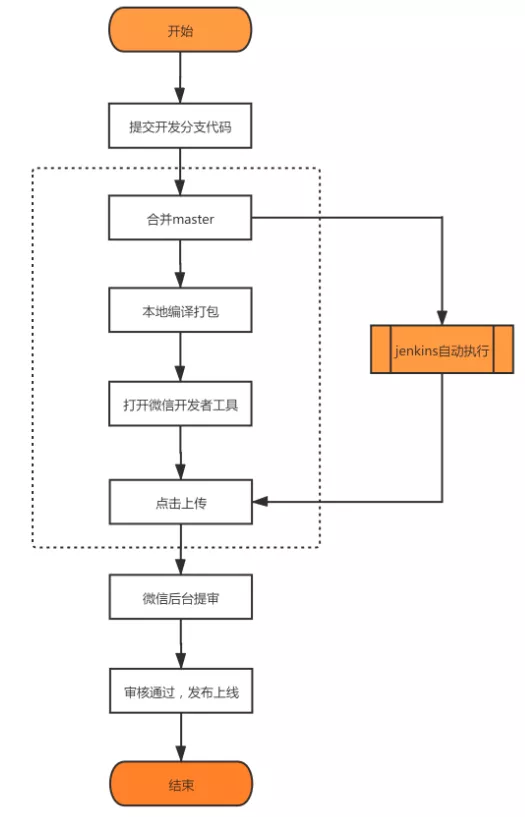 开始
提交开发分支代码
合并master
本地编译打包
jenkins自动执行
打开微信开发者工具
点击上传
微信后台提审
审核通过，发布上线
结束